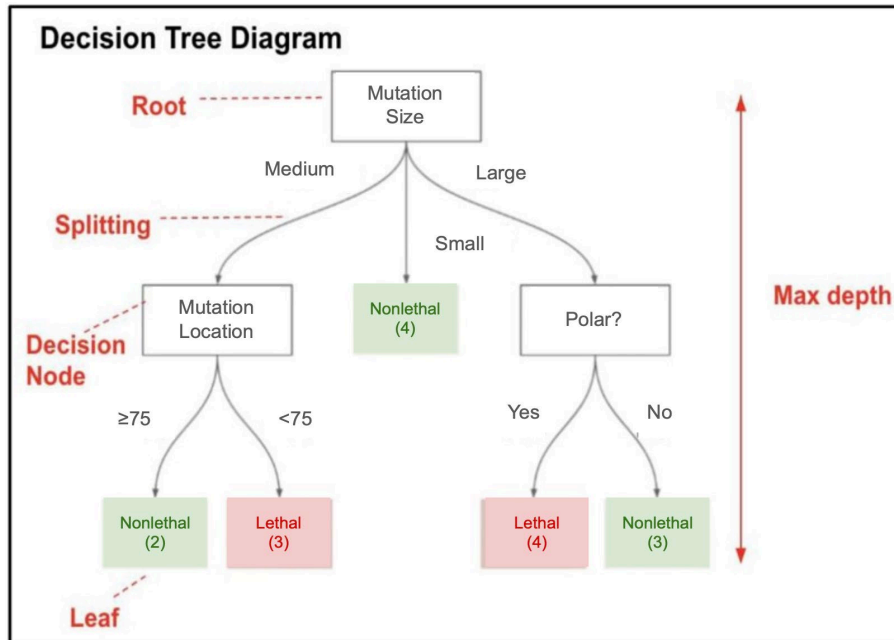 Decision Tree Diagram
Root
Mutation
Size
Medium
Large
Splitting
Small
Mutation
Location
Nonlethal
(4)
Polar?
Max depth
Decision
Node
≥75
<75
Yes
No
Nonlethal
(2)
Lethal
(3)
Lethal
(4)
Nonlethal
(3)
Leaf